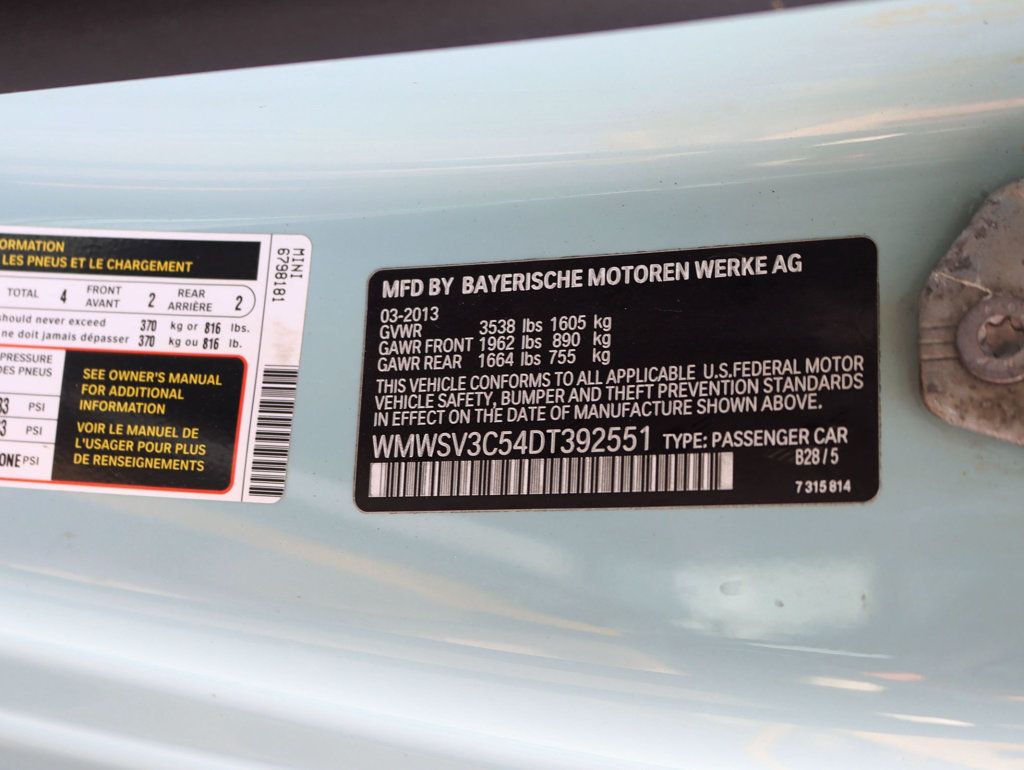 ORMATION
LES PNEUS ET LE CHARGEMENT
TOTAL 4 FRONT AVANT 2 REAR ARRIÈRE 2
should never exceed 370 kg or 816 lbs.
ne doit jamais dépasser 370 kg ou 816 lb.
PRESSURE
DES PNEUS
33 PSI
3 PSI
ONE PSI
SEE OWNER'S MANUAL
FOR ADDITIONAL
INFORMATION
VOIR LE MANUEL DE
L'USAGER POUR PLUS
DE RENSEIGNEMENTS
MINI
6798181
MFD BY BAYERISCHE MOTOREN WERKE AG
03-2013
GVWR 3538 lbs 1605 kg
GAWR FRONT 1962 lbs 890 kg
GAWR REAR 1664 lbs 755 kg
THIS VEHICLE CONFORMS TO ALL APPLICABLE U.S.FEDERAL MOTOR
VEHICLE SAFETY, BUMPER AND THEFT PREVENTION STANDARDS
IN EFFECT ON THE DATE OF MANUFACTURE SHOWN ABOVE.
WMWSV3C54DT392551 TYPE: PASSENGER CAR
B28/5
7 315 814